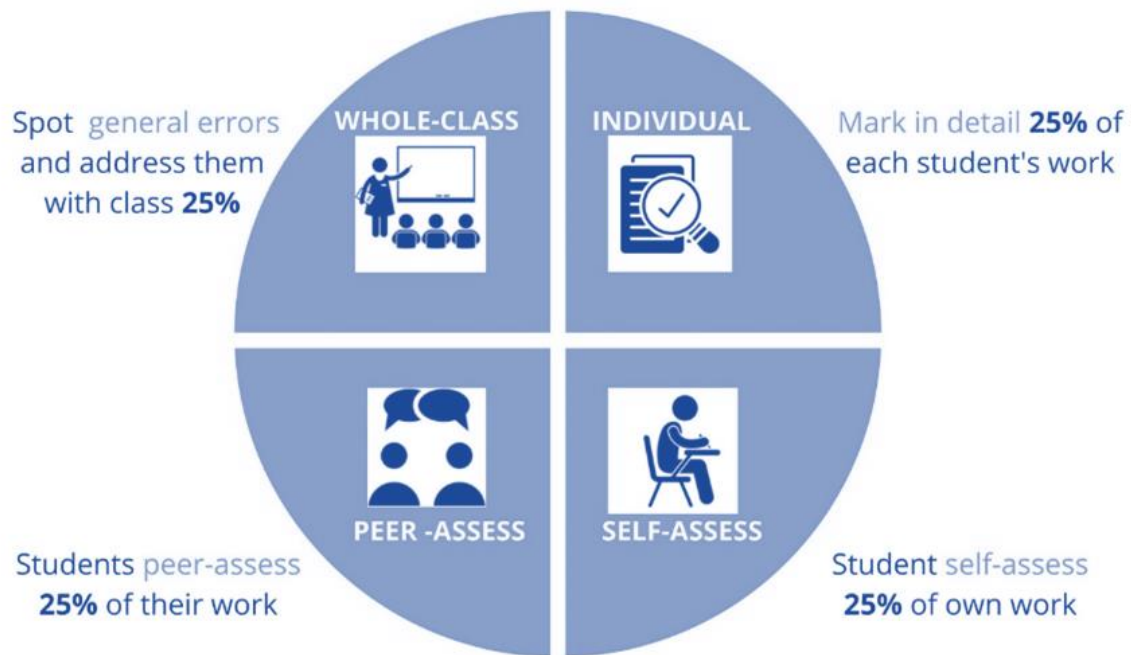 WHOLE-CLASS
Spot general errors
and address them
with class 25%
INDIVIDUAL
Mark in detail 25% of
each student's work
PEER -ASSESS
Students peer-assess
25% of their work
SELF-ASSESS
Student self-assess
25% of own work